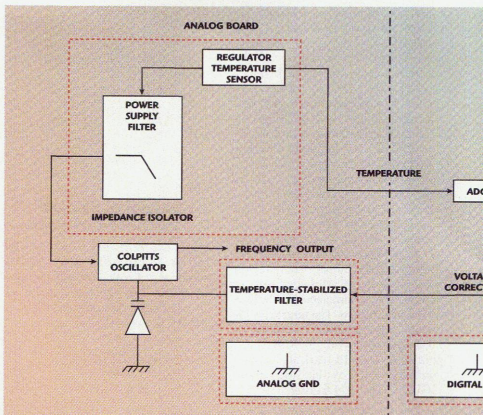 ANALOG BOARD
REGULATOR
TEMPERATURE
SENSOR
POWER
SUPPLY
FILTER
TEMPERATURE
IMPEDANCE ISOLATOR
COLPITTS
OSCILLATOR
FREQUENCY OUTPUT
TEMPERATURE-STABILIZED
FILTER
ANALOG GND
DIGITAL